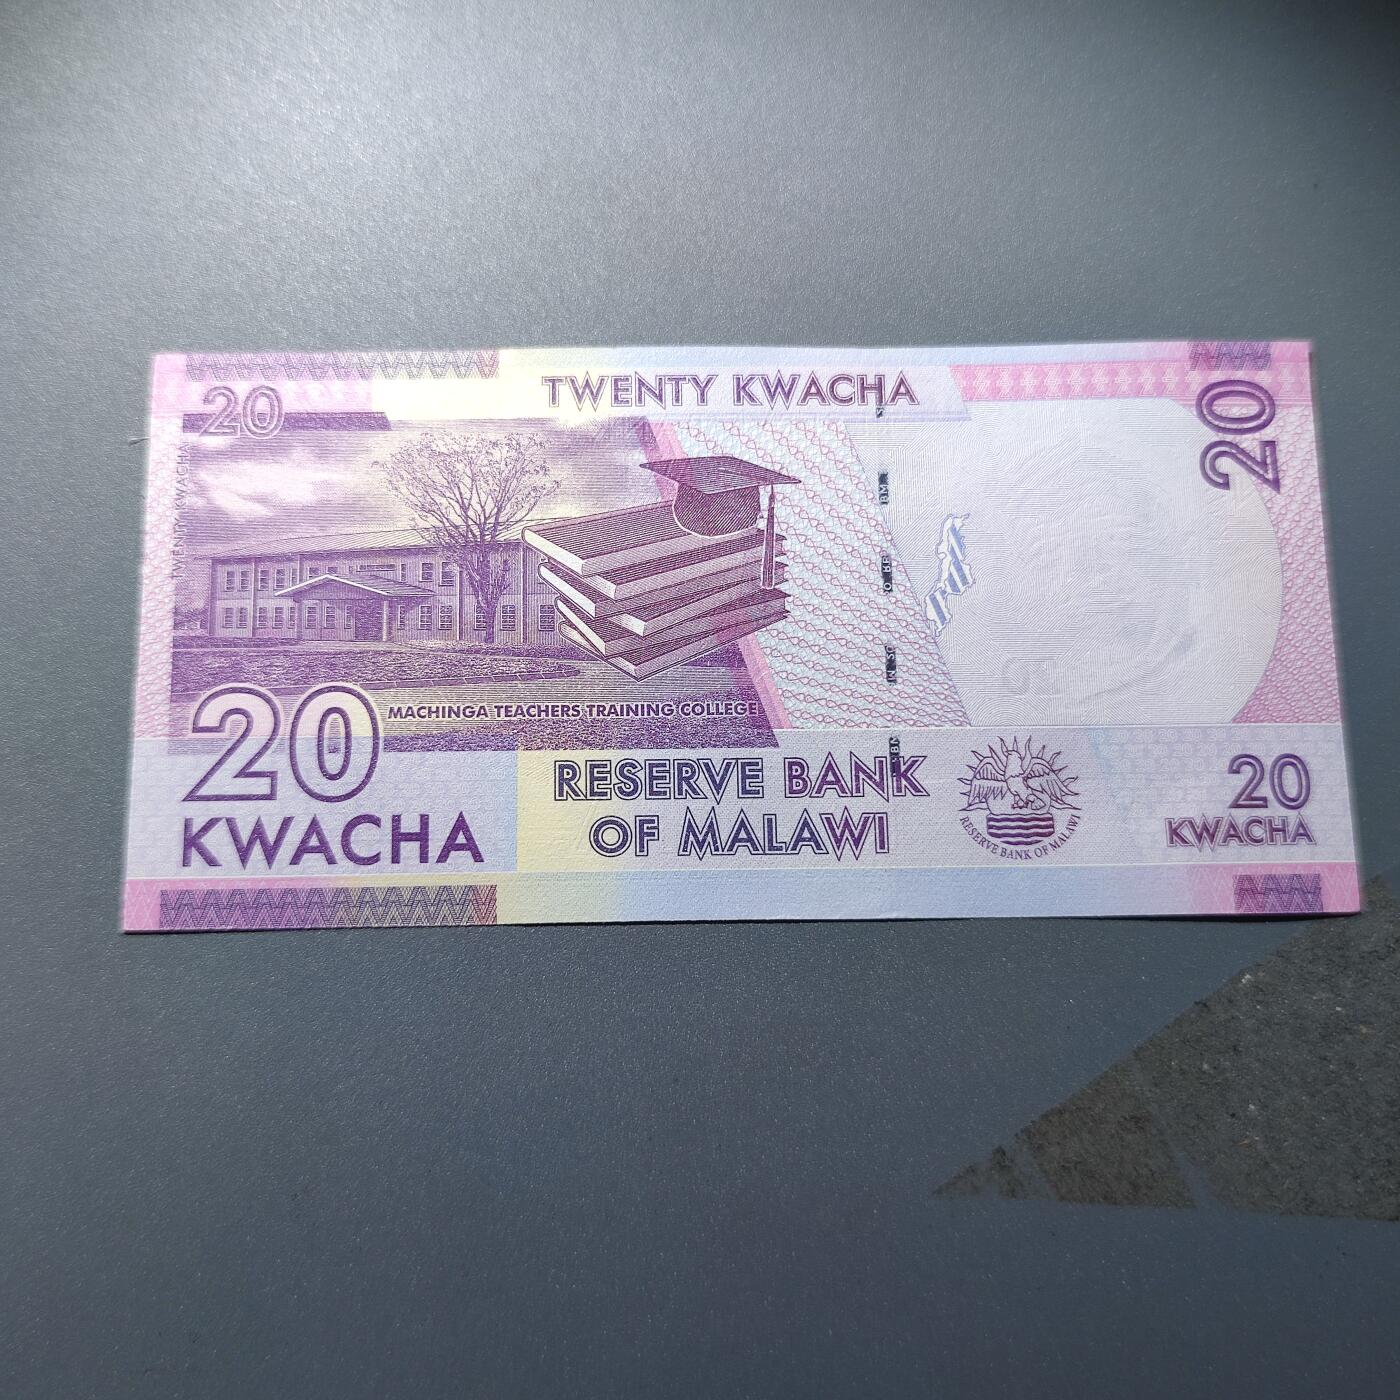 20
TWENTY KWACHA
20
TWENTY KWACHA
MACHINGA TEACHERS TRAINING COLLEGE
20
KWACHA
RESERVE BANK
OF MALAWI
RESERVE BANK OF MALAWI
20
KWACHA